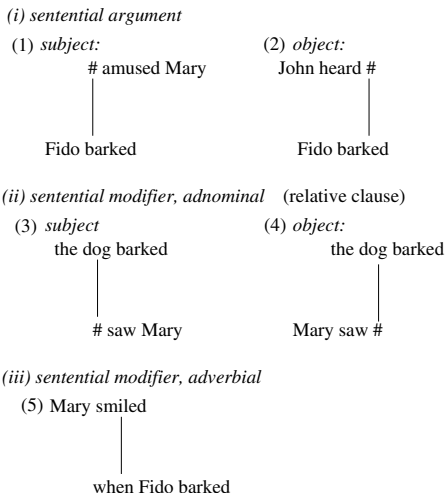 (i) sentential argument
(1) subject: (2) object:
# amused Mary John heard #
Fido barked Fido barked
(ii) sentential modifier, adnominal (relative clause)
(3) subject (4) object:
the dog barked the dog barked
# saw Mary Mary saw #
(iii) sentential modifier, adverbial
(5) Mary smiled
when Fido barked